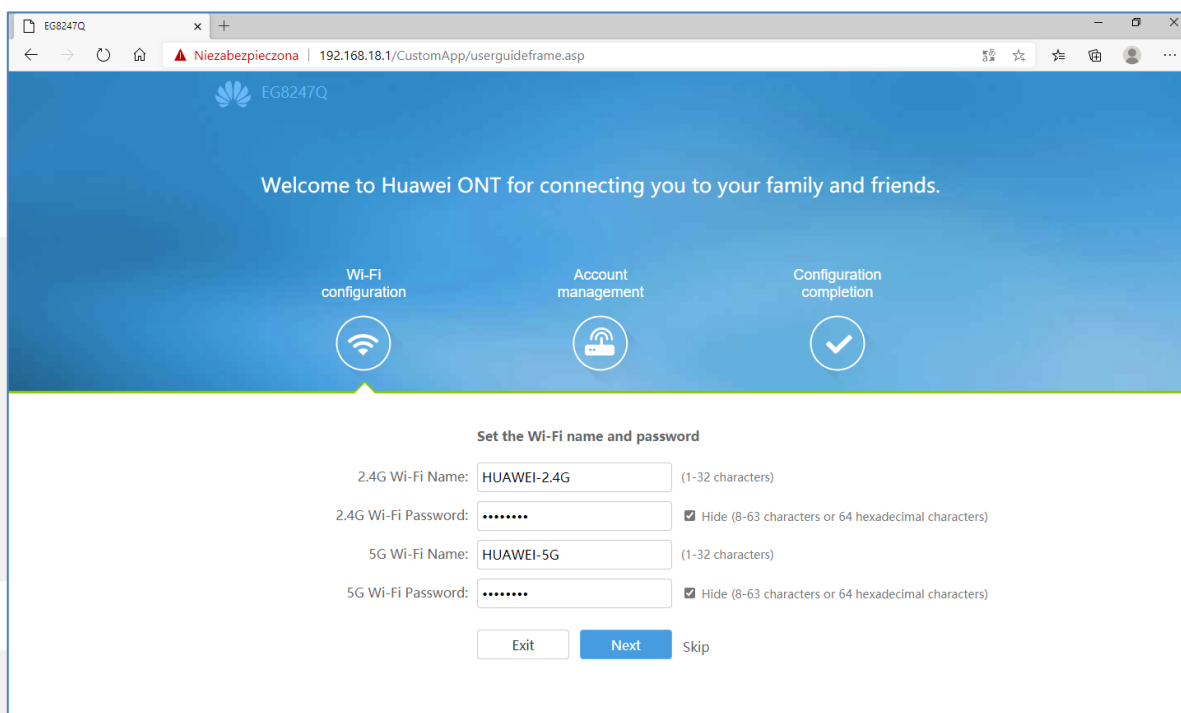 EG8247Q
Niezabezpieczona | 192.168.18.1/CustomApp/userguideframe.asp
EG8247Q
Welcome to Huawei ONT for connecting you to your family and friends.
Wi-Fi configuration
Account management
Configuration completion
Set the Wi-Fi name and password
2.4G Wi-Fi Name: HUAWEI-2.4G (1-32 characters)
2.4G Wi-Fi Password: •••••••• Hide (8-63 characters or 64 hexadecimal characters)
5G Wi-Fi Name: HUAWEI-5G (1-32 characters)
5G Wi-Fi Password: •••••••• Hide (8-63 characters or 64 hexadecimal characters)
Exit Next Skip